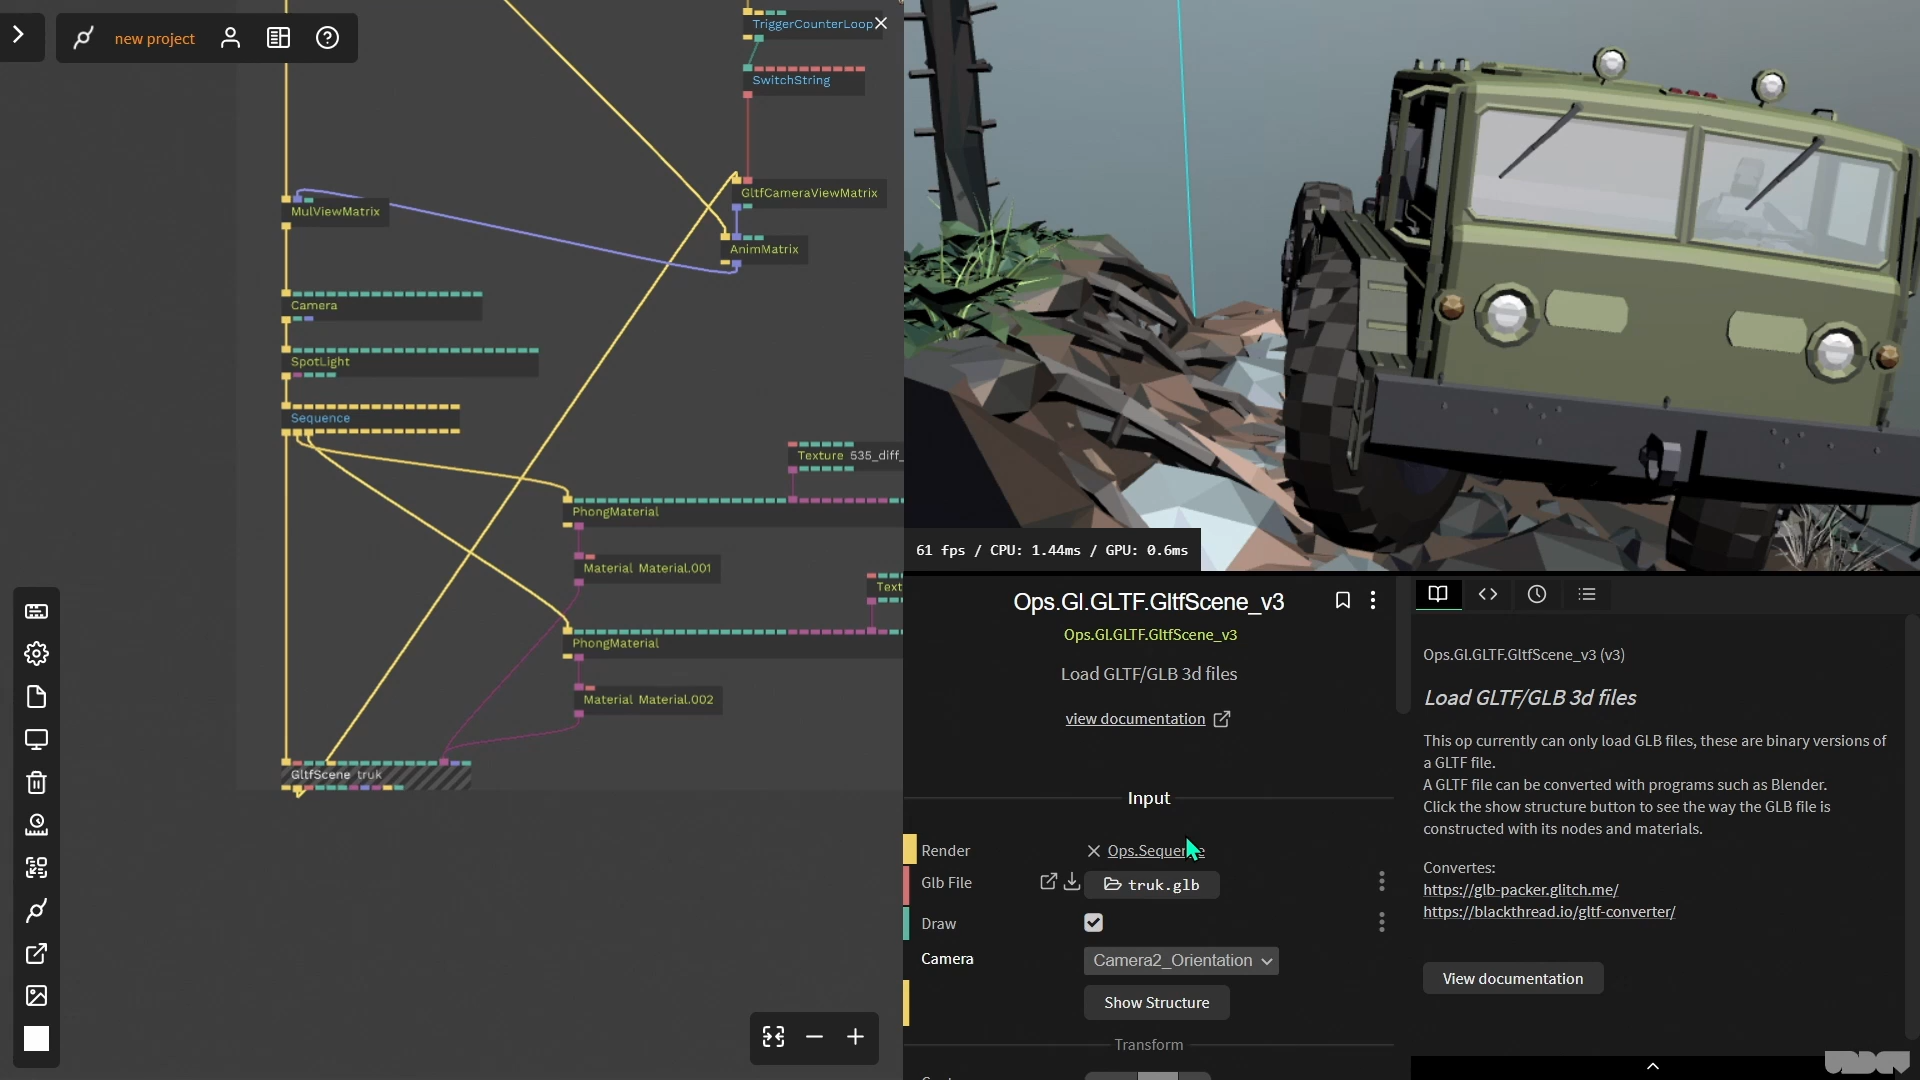 new project
TriggerCounterLoop
SwitchString
GltfCameraViewMatrix
MulViewMatrix
AnimMatrix
Camera
SpotLight
Sequence
Texture 535_diff_
PhongMaterial
Material Material.001
Text
PhongMaterial
Material Material.002
GltfScene truk
61 fps / CPU: 1.44ms / GPU: 0.6ms
Ops.Gl.GLTF.GltfScene_v3
Ops.Gl.GLTF.GltfScene_v3
Load GLTF/GLB 3d files
view documentation
Input
Render
Glb File
truk.glb
Draw
Camera
Camera2_Orientation
Show Structure
Transform
Ops.Gl.GLTF.GltfScene_v3 (v3)
Load GLTF/GLB 3d files
This op currently can only load GLB files, these are binary versions of
a GLTF file.
A GLTF file can be converted with programs such as Blender.
Click the show structure button to see the way the GLB file is
constructed with its nodes and materials.
Convertes:
https://glb-packer.glitch.me/
https://blackthread.io/gltf-converter/
View documentation